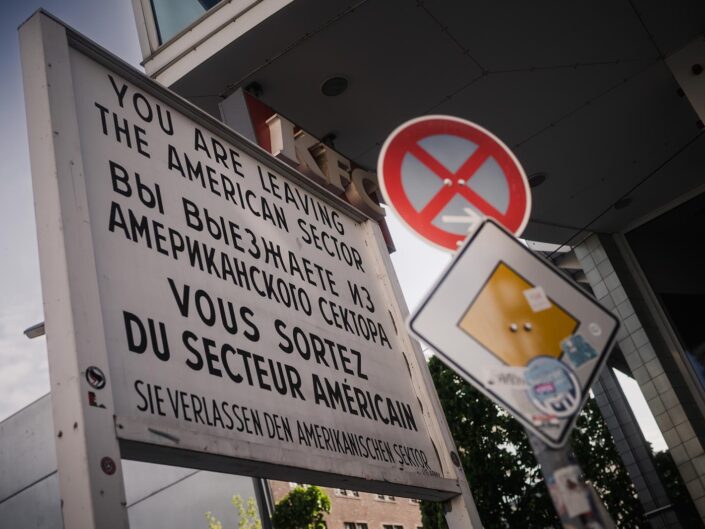 YOU ARE LEAVING
THE AMERICAN SECTOR
ВЫ ВЫЕЗЖАЕТЕ ИЗ
АМЕРИКАНСКОГО СЕКТОРА
VOUS SORTEZ
DU SECTEUR AMÉRICAIN
SIE VERLASSEN DEN AMERIKANISCHEN SEKTOR
KFC